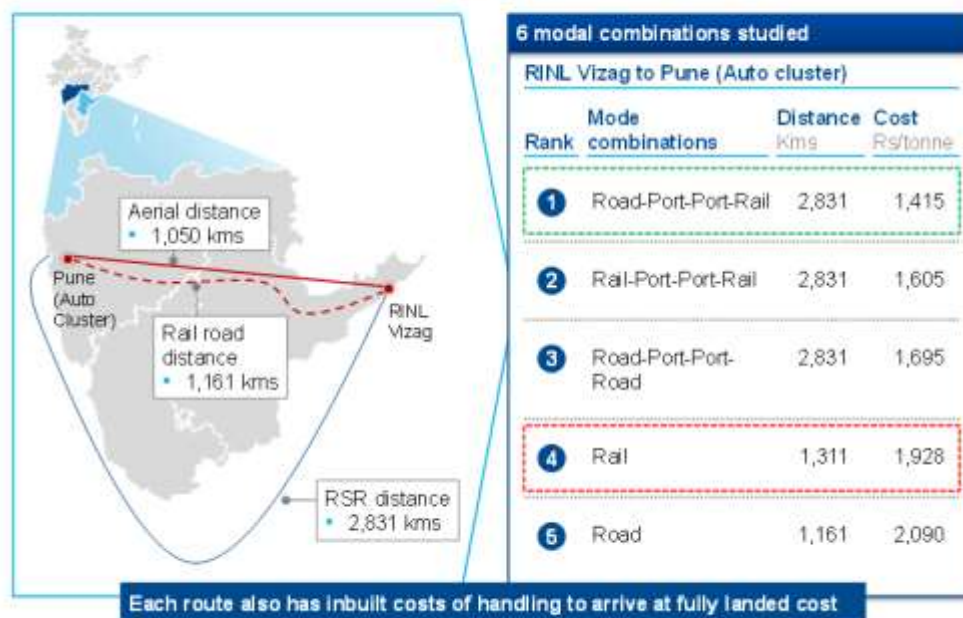 6 modal combinations studied
RINL Vizag to Pune (Auto cluster)
Rank
Mode
combinations
Distance
Kms
Cost
Rs/tonne
1 Road-Port-Port-Rail 2,831 1,415
2 Rail-Port-Port-Rail 2,831 1,605
3 Road-Port-Port-
Road 2,831 1,695
4 Rail 1,311 1,928
5 Road 1,161 2,090
Aerial distance
1,050 kms
Pune
(Auto
Cluster)
RINL
Vizag
Rail road
distance
1,161 kms
RSR distance
2,831 kms
Each route also has inbuilt costs of handling to arrive at fully landed cost